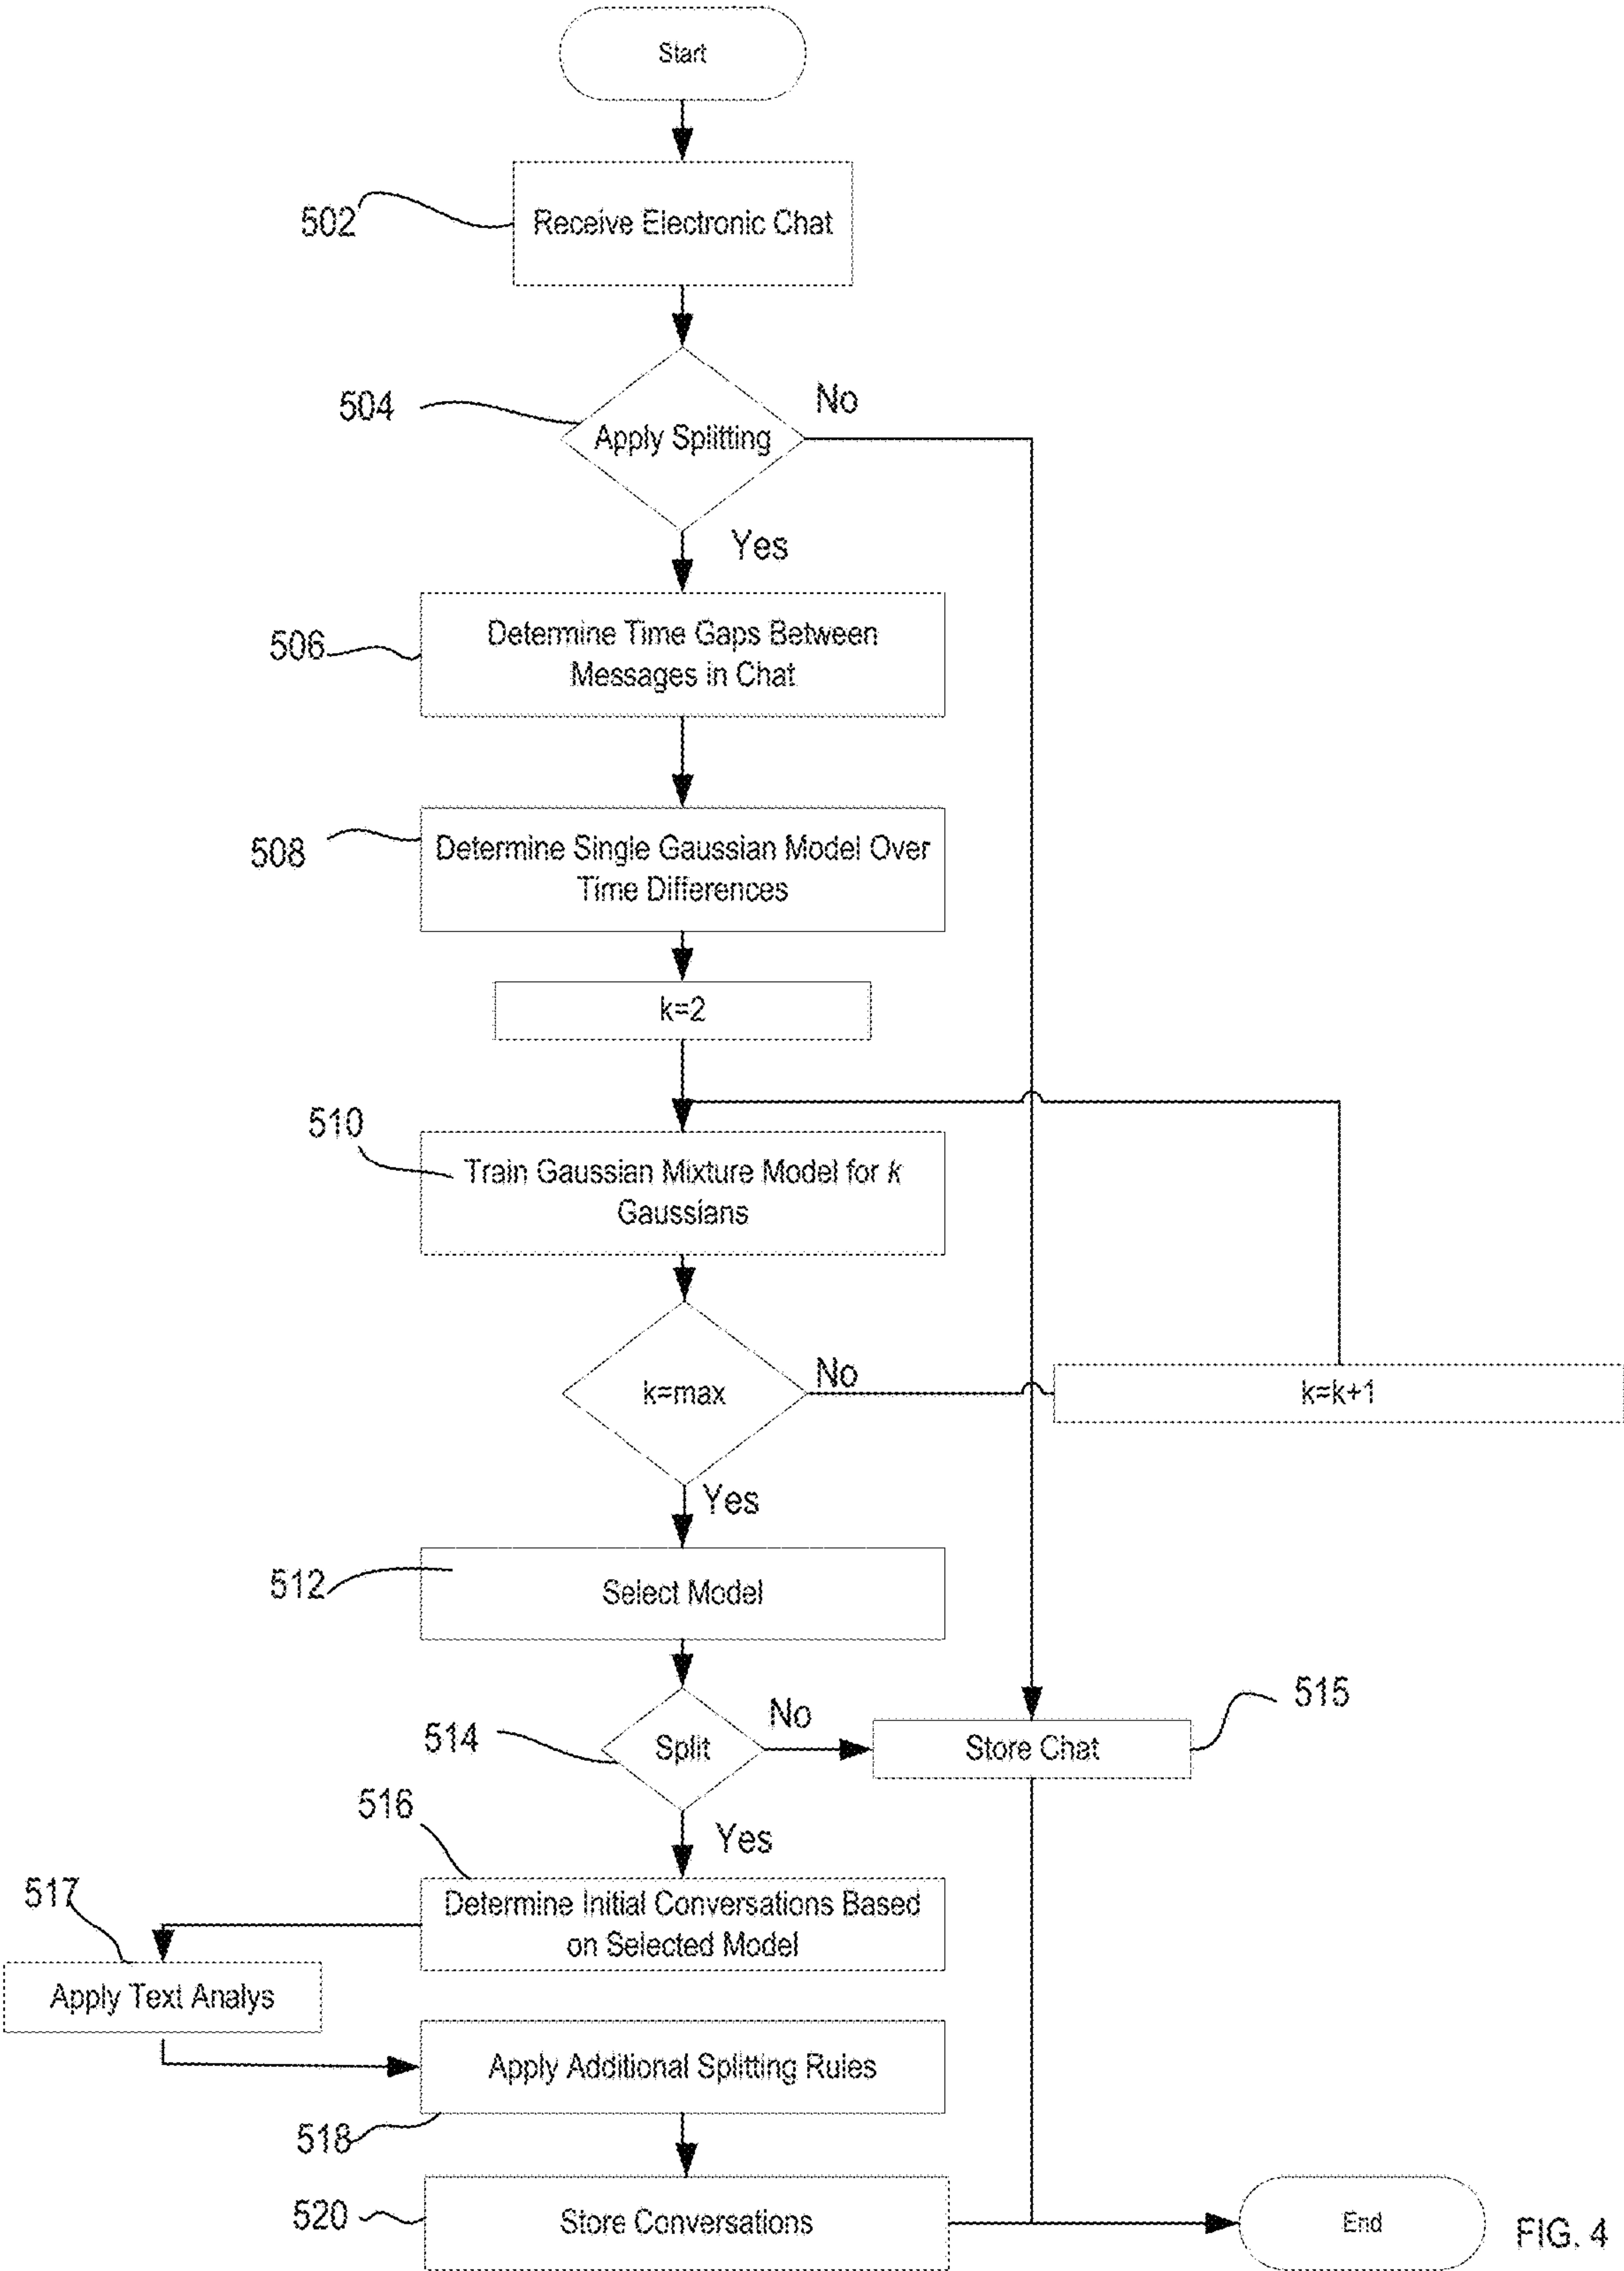 Start
502
Receive Electronic Chat
504
No
Apply Splitting
Yes
506
Determine Time Gaps Between
Messages in Chat
508
Determine Single Gaussian Model Over
Time Differences
k=2
510
Train Gaussian Mixture Model for k
Gaussians
k=max
No
k=k+1
Yes
512
Select Model
514
Split
No
Store Chat
515
Yes
516
Determine Initial Conversations Based
on Selected Model
517
Apply Text Analys
Apply Additional Splitting Rules
518
520
Store Conversations
End
FIG. 4